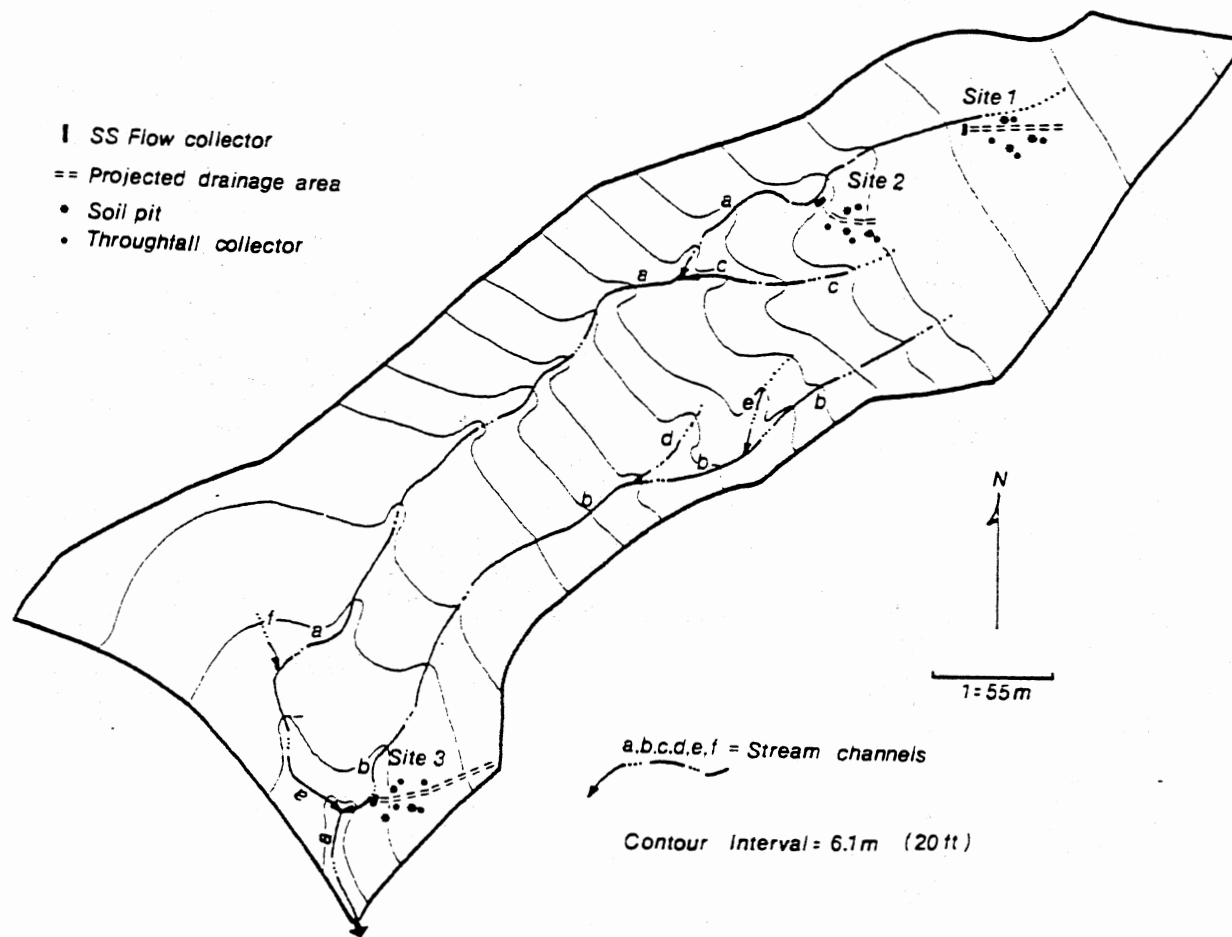 SS Flow collector
== Projected drainage area
• Soil pit
• Throughfall collector
Site 1
Site 2
a
c
a
c
e
b
d
b
b
N
f
a
1=55m
a,b,c,d,e,f = Stream channels
b
Site 3
a
a
Contour Interval= 6.1m (20 ft)